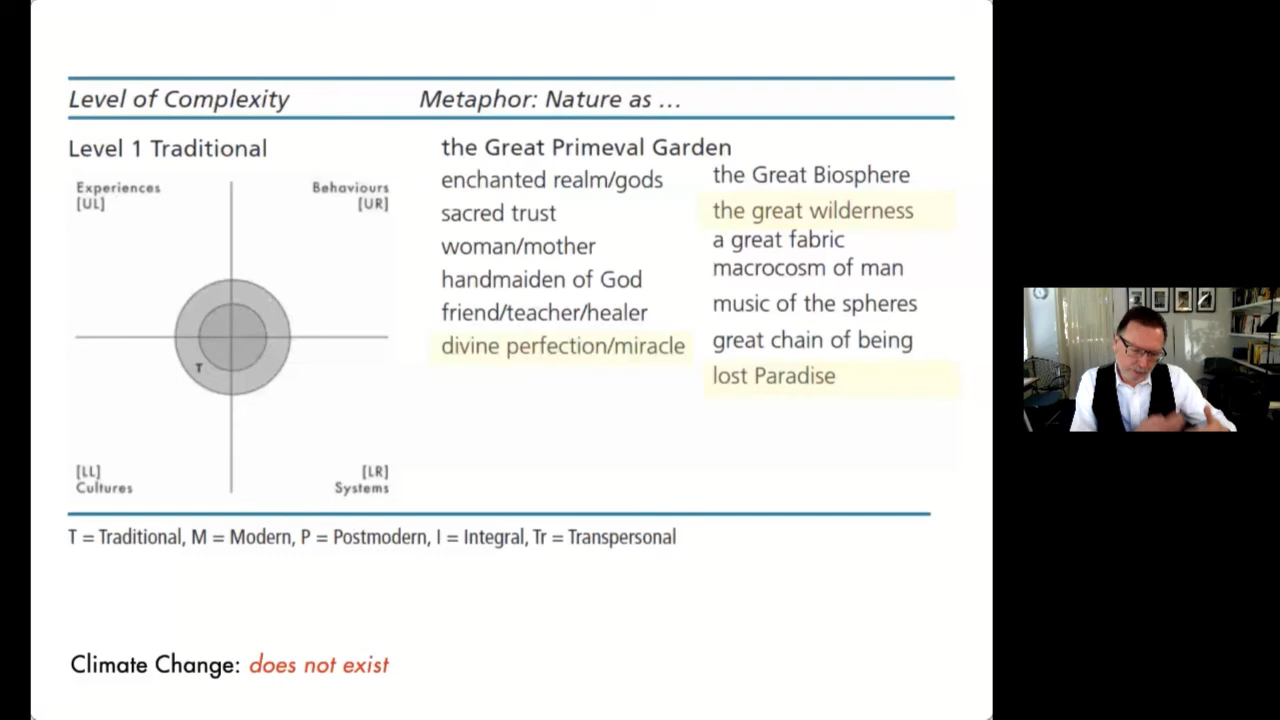 Level of Complexity
Metaphor: Nature as ...
Level 1 Traditional
Experiences
[UL]
Behaviours
[UR]
T
[LL]
Cultures
[LR]
Systems
the Great Primeval Garden
enchanted realm/gods
sacred trust
woman/mother
handmaiden of God
friend/teacher/healer
divine perfection/miracle
the Great Biosphere
the great wilderness
a great fabric
macrocosm of man
music of the spheres
great chain of being
lost Paradise
T = Traditional, M = Modern, P = Postmodern, I = Integral, Tr = Transpersonal
Climate Change: does not exist